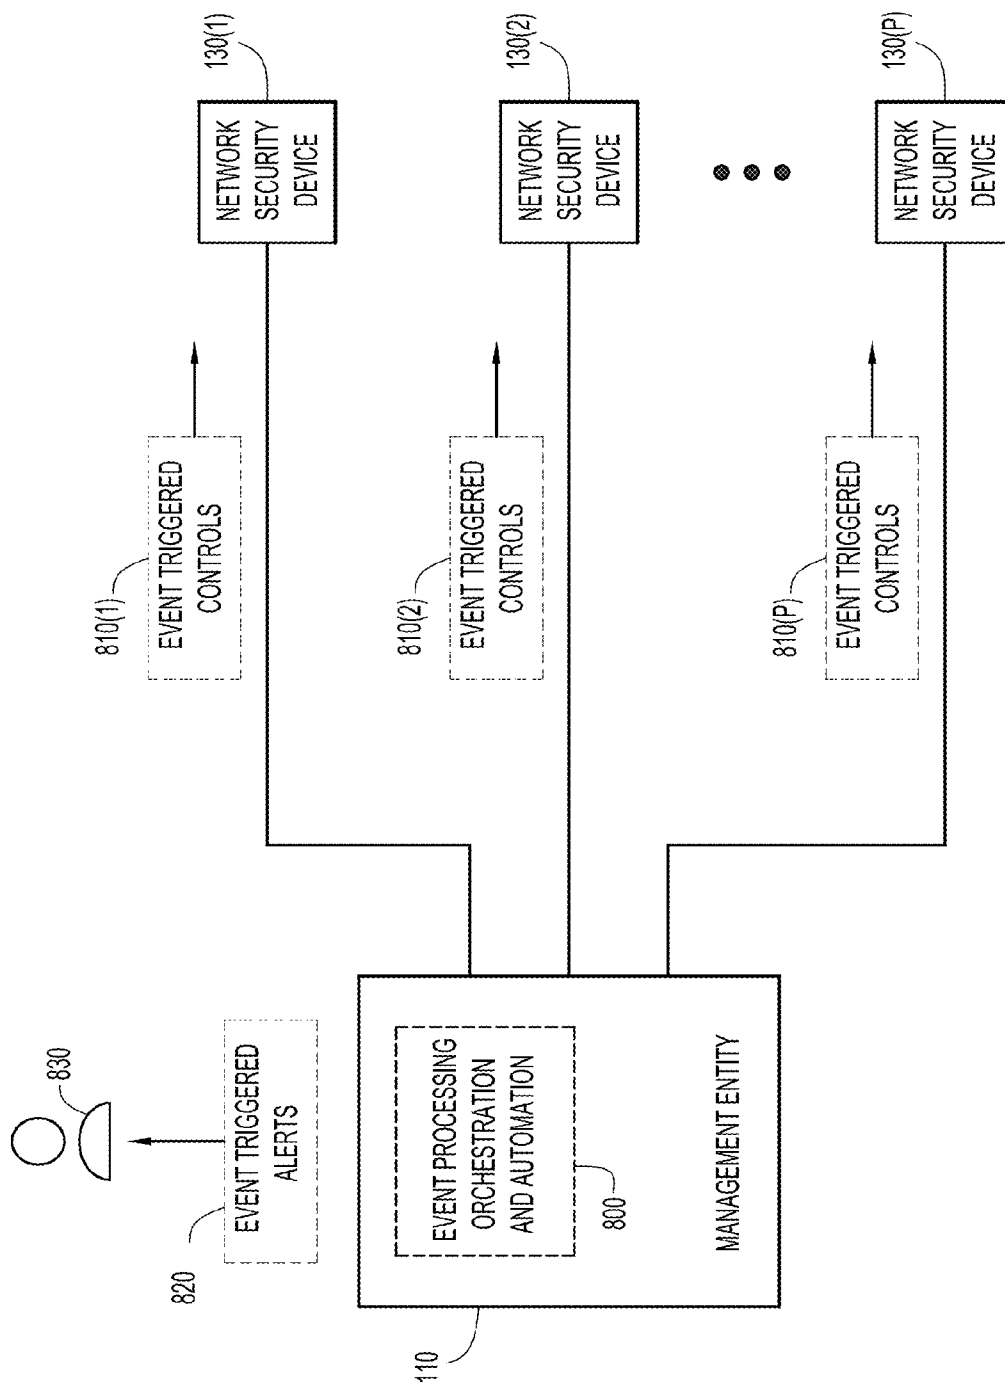 830
820
EVENT TRIGGERED
ALERTS
110
EVENT PROCESSING
ORCHESTRATION
AND AUTOMATION
800
MANAGEMENT ENTITY
810(1)
EVENT TRIGGERED
CONTROLS
130(1)
NETWORK
SECURITY
DEVICE
810(2)
EVENT TRIGGERED
CONTROLS
130(2)
NETWORK
SECURITY
DEVICE
810(P)
EVENT TRIGGERED
CONTROLS
130(P)
NETWORK
SECURITY
DEVICE